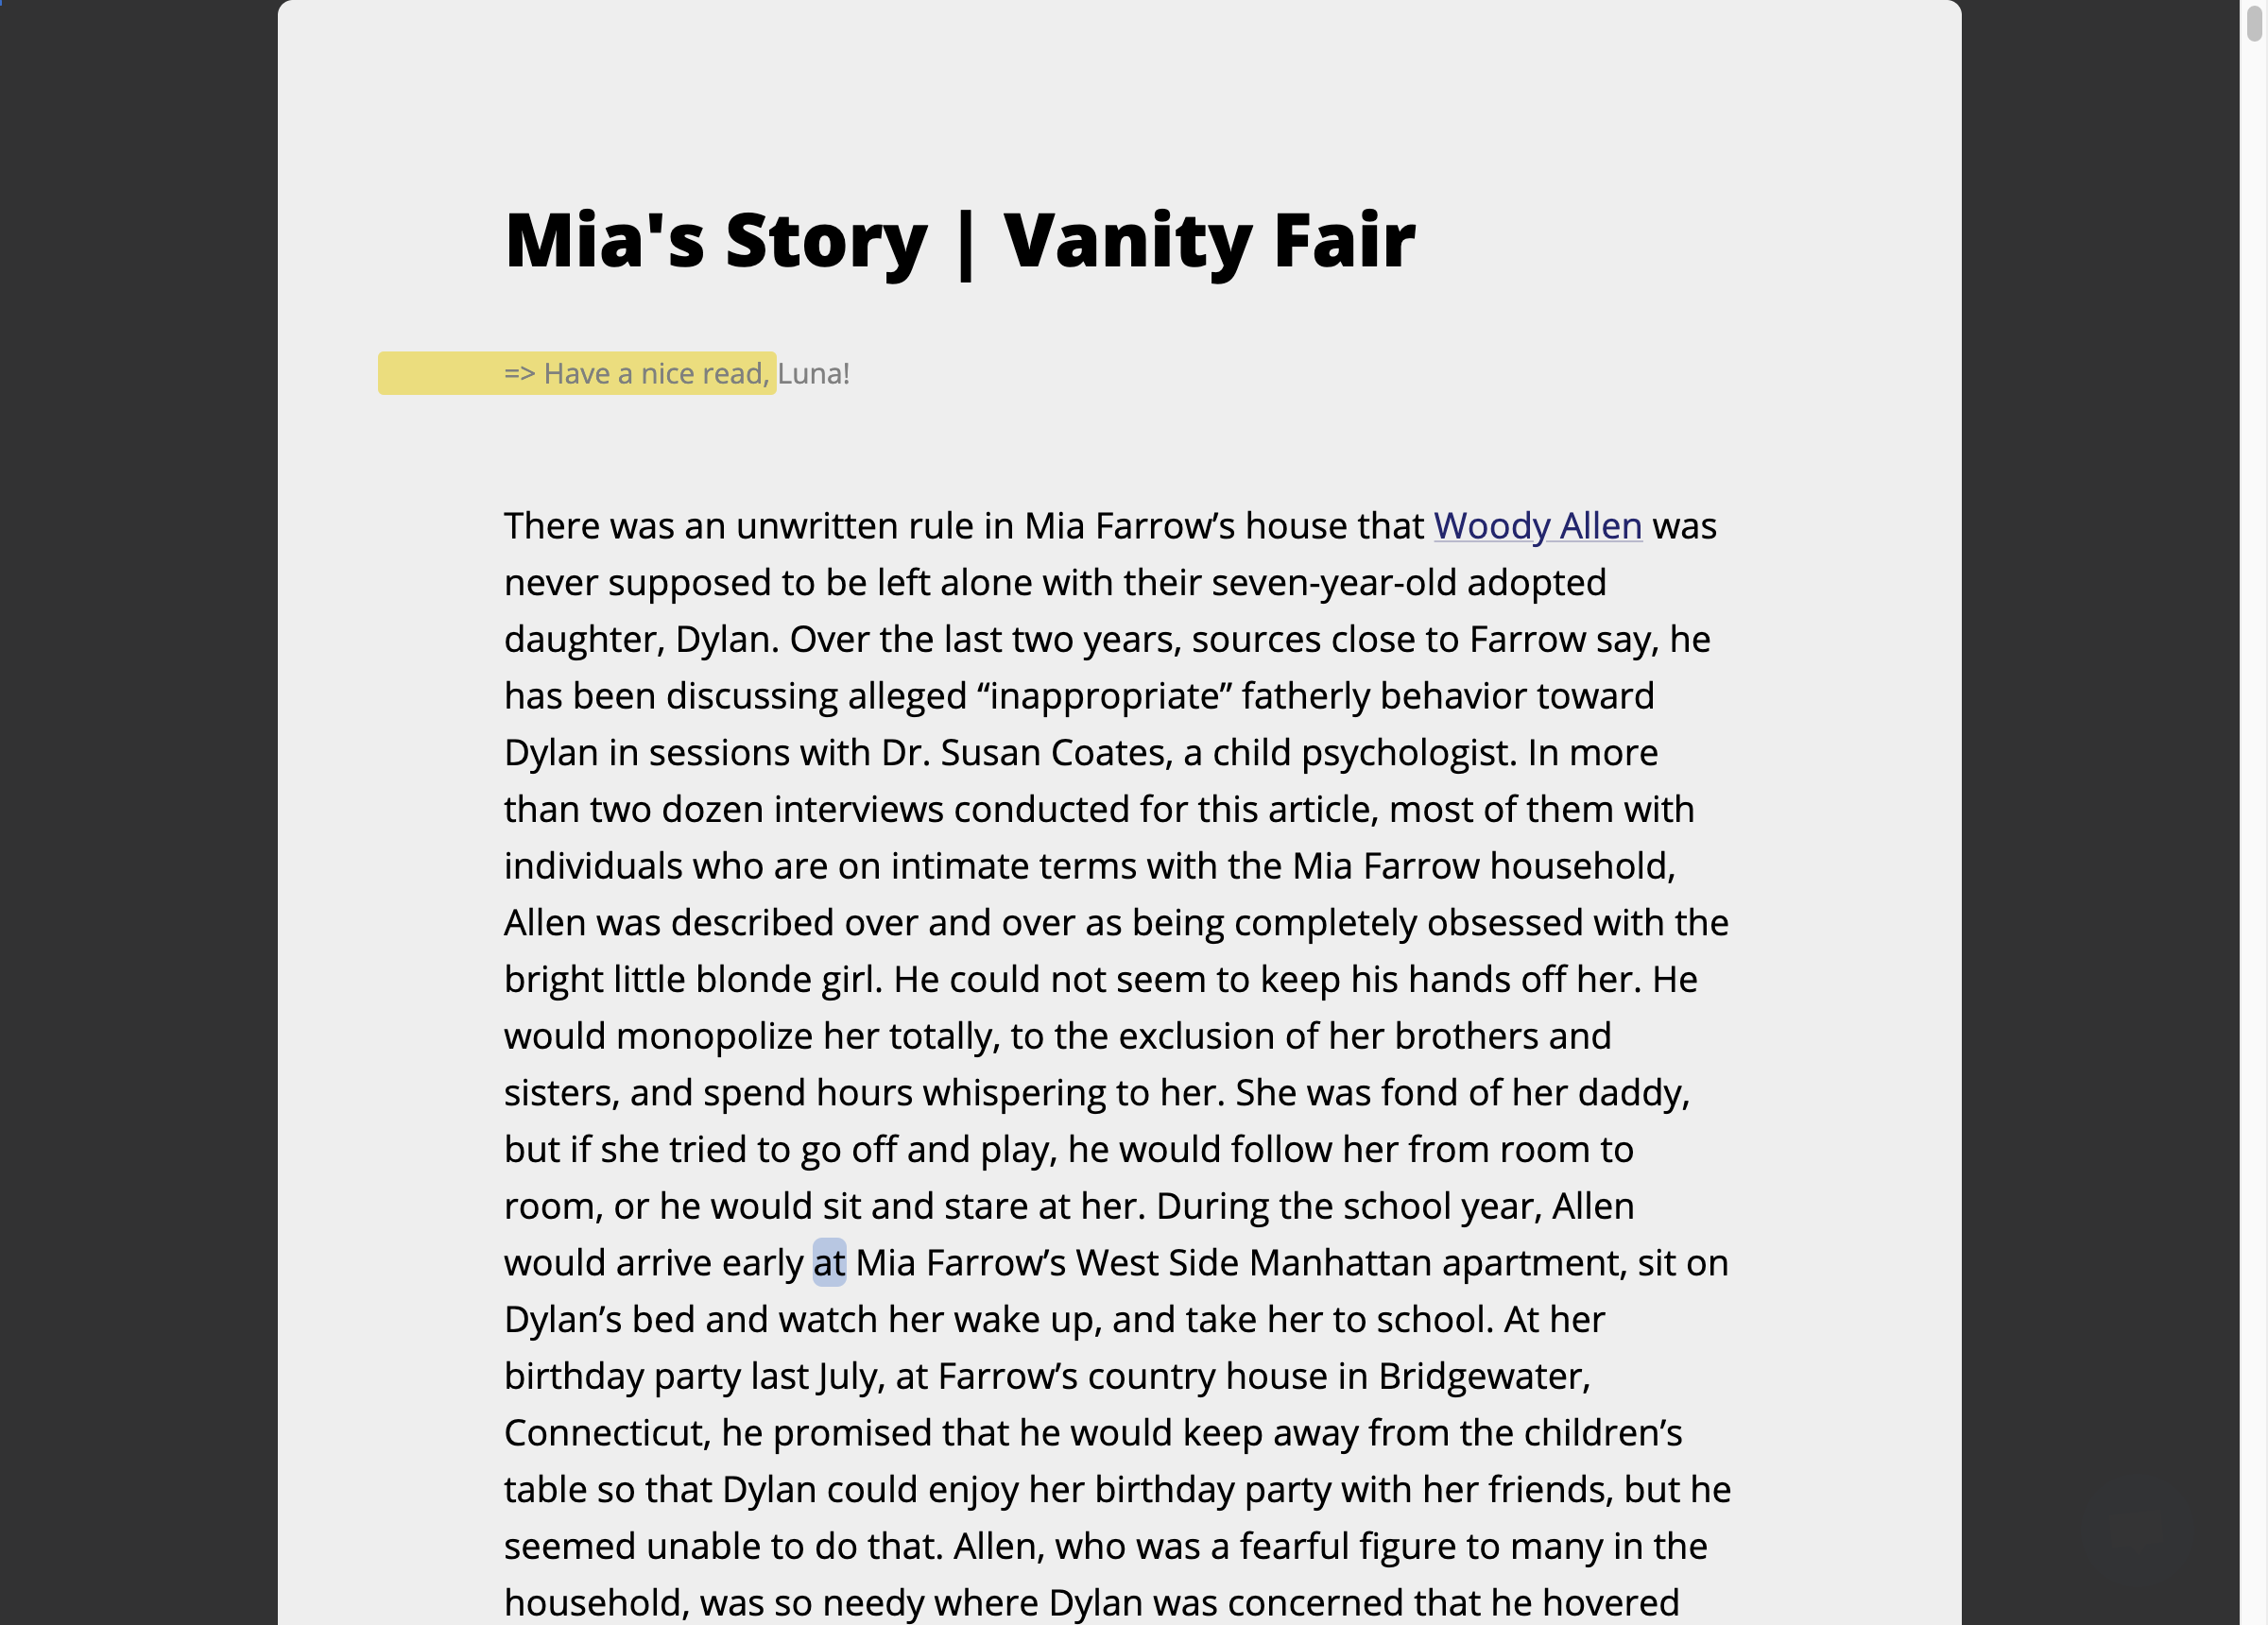 Mia's Story | Vanity Fair
=> Have a nice read, Luna!
There was an unwritten rule in Mia Farrow’s house that Woody Allen was
never supposed to be left alone with their seven-year-old adopted
daughter, Dylan. Over the last two years, sources close to Farrow say, he
has been discussing alleged “inappropriate” fatherly behavior toward
Dylan in sessions with Dr. Susan Coates, a child psychologist. In more
than two dozen interviews conducted for this article, most of them with
individuals who are on intimate terms with the Mia Farrow household,
Allen was described over and over as being completely obsessed with the
bright little blonde girl. He could not seem to keep his hands off her. He
would monopolize her totally, to the exclusion of her brothers and
sisters, and spend hours whispering to her. She was fond of her daddy,
but if she tried to go off and play, he would follow her from room to
room, or he would sit and stare at her. During the school year, Allen
would arrive early at Mia Farrow’s West Side Manhattan apartment, sit on
Dylan’s bed and watch her wake up, and take her to school. At her
birthday party last July, at Farrow’s country house in Bridgewater,
Connecticut, he promised that he would keep away from the children’s
table so that Dylan could enjoy her birthday party with her friends, but he
seemed unable to do that. Allen, who was a fearful figure to many in the
household, was so needy where Dylan was concerned that he hovered